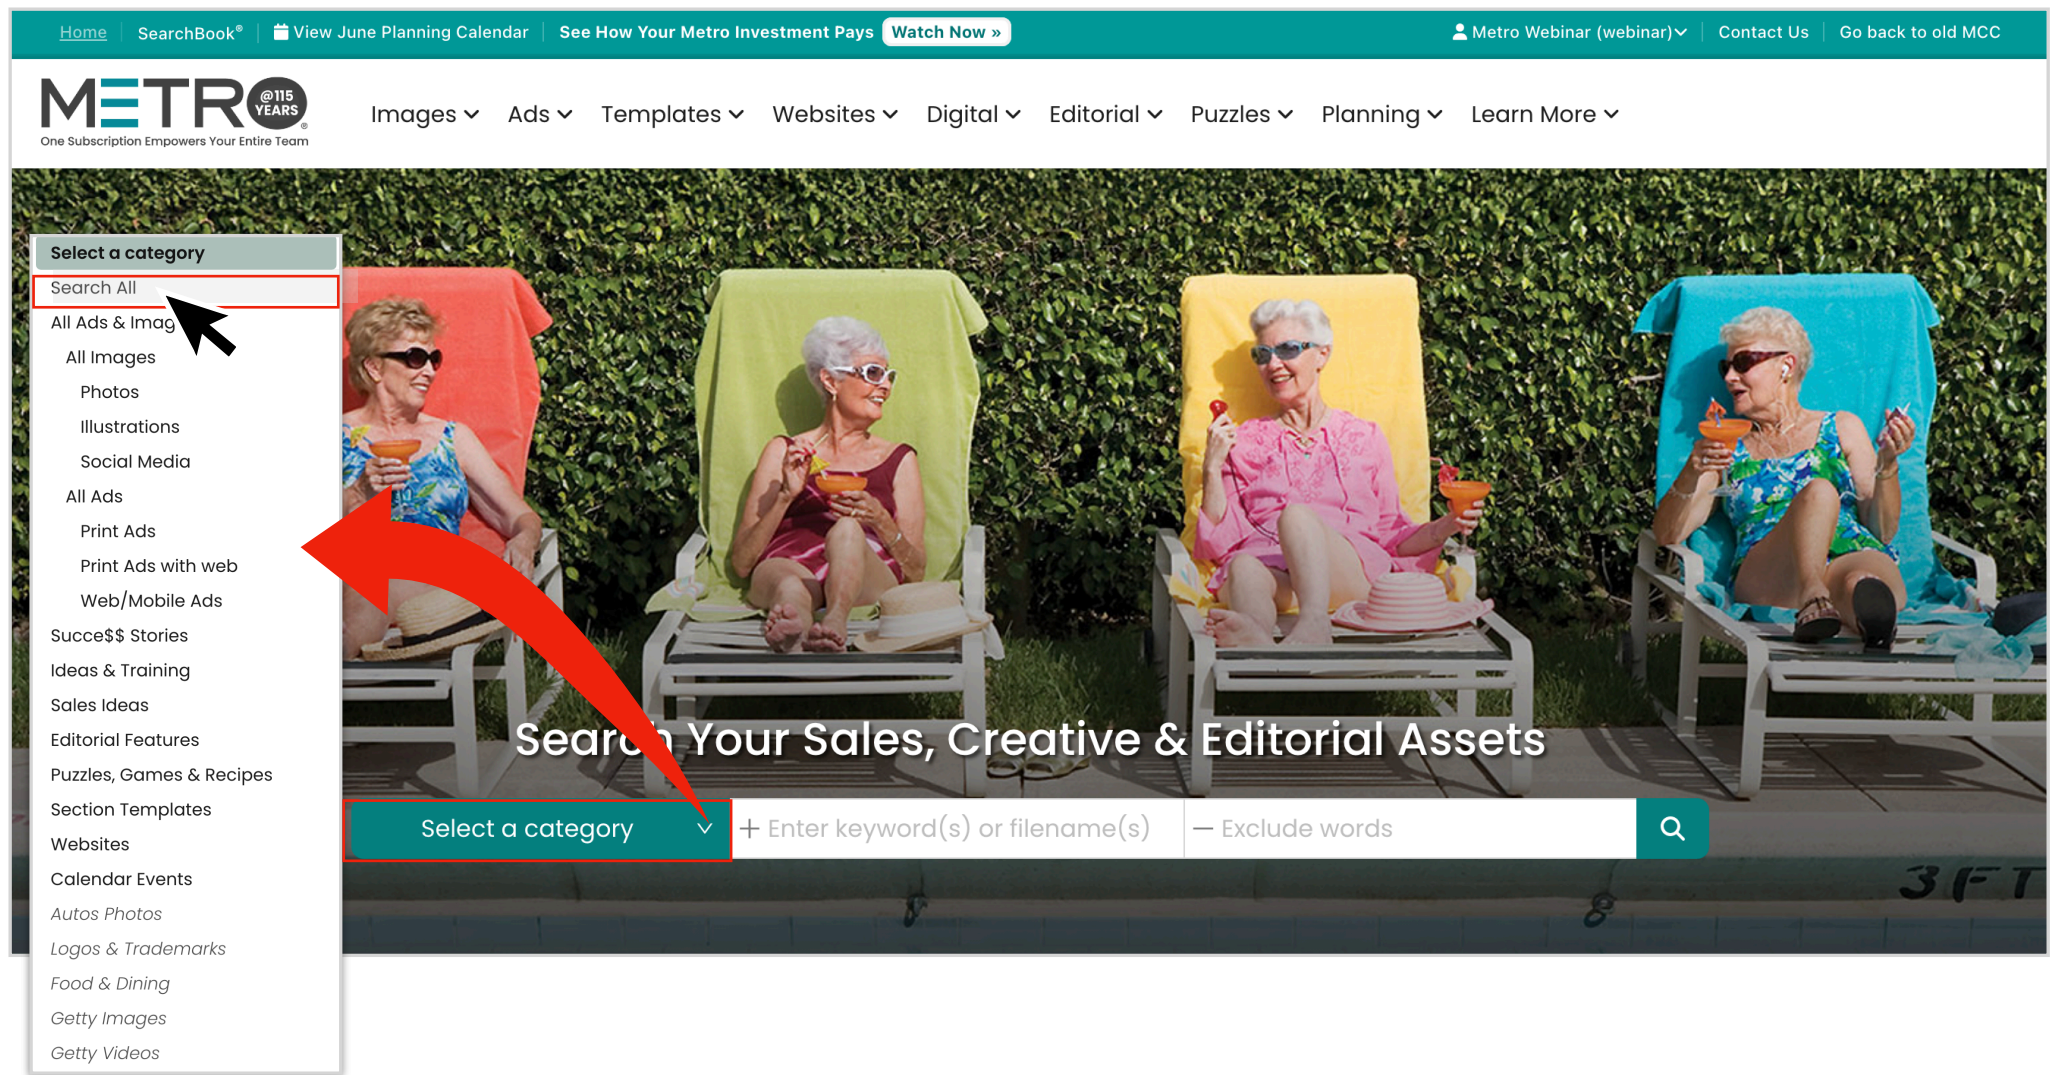 Home
SearchBook®
View June Planning Calendar
See How Your Metro Investment Pays
Watch Now »
Metro Webinar (webinar)
Contact Us
Go back to old MCC
METRO
@115
YEARS
®
One Subscription Empowers Your Entire Team
Images
Ads
Templates
Websites
Digital
Editorial
Puzzles
Planning
Learn More
Select a category
Search All
All Ads & Imag
All Images
Photos
Illustrations
Social Media
All Ads
Print Ads
Print Ads with web
Web/Mobile Ads
Succe$$ Stories
Ideas & Training
Sales Ideas
Editorial Features
Puzzles, Games & Recipes
Section Templates
Websites
Calendar Events
Autos Photos
Logos & Trademarks
Food & Dining
Getty Images
Getty Videos
Search Your Sales, Creative & Editorial Assets
Select a category
+ Enter keyword(s) or filename(s)
— Exclude words
3 FT